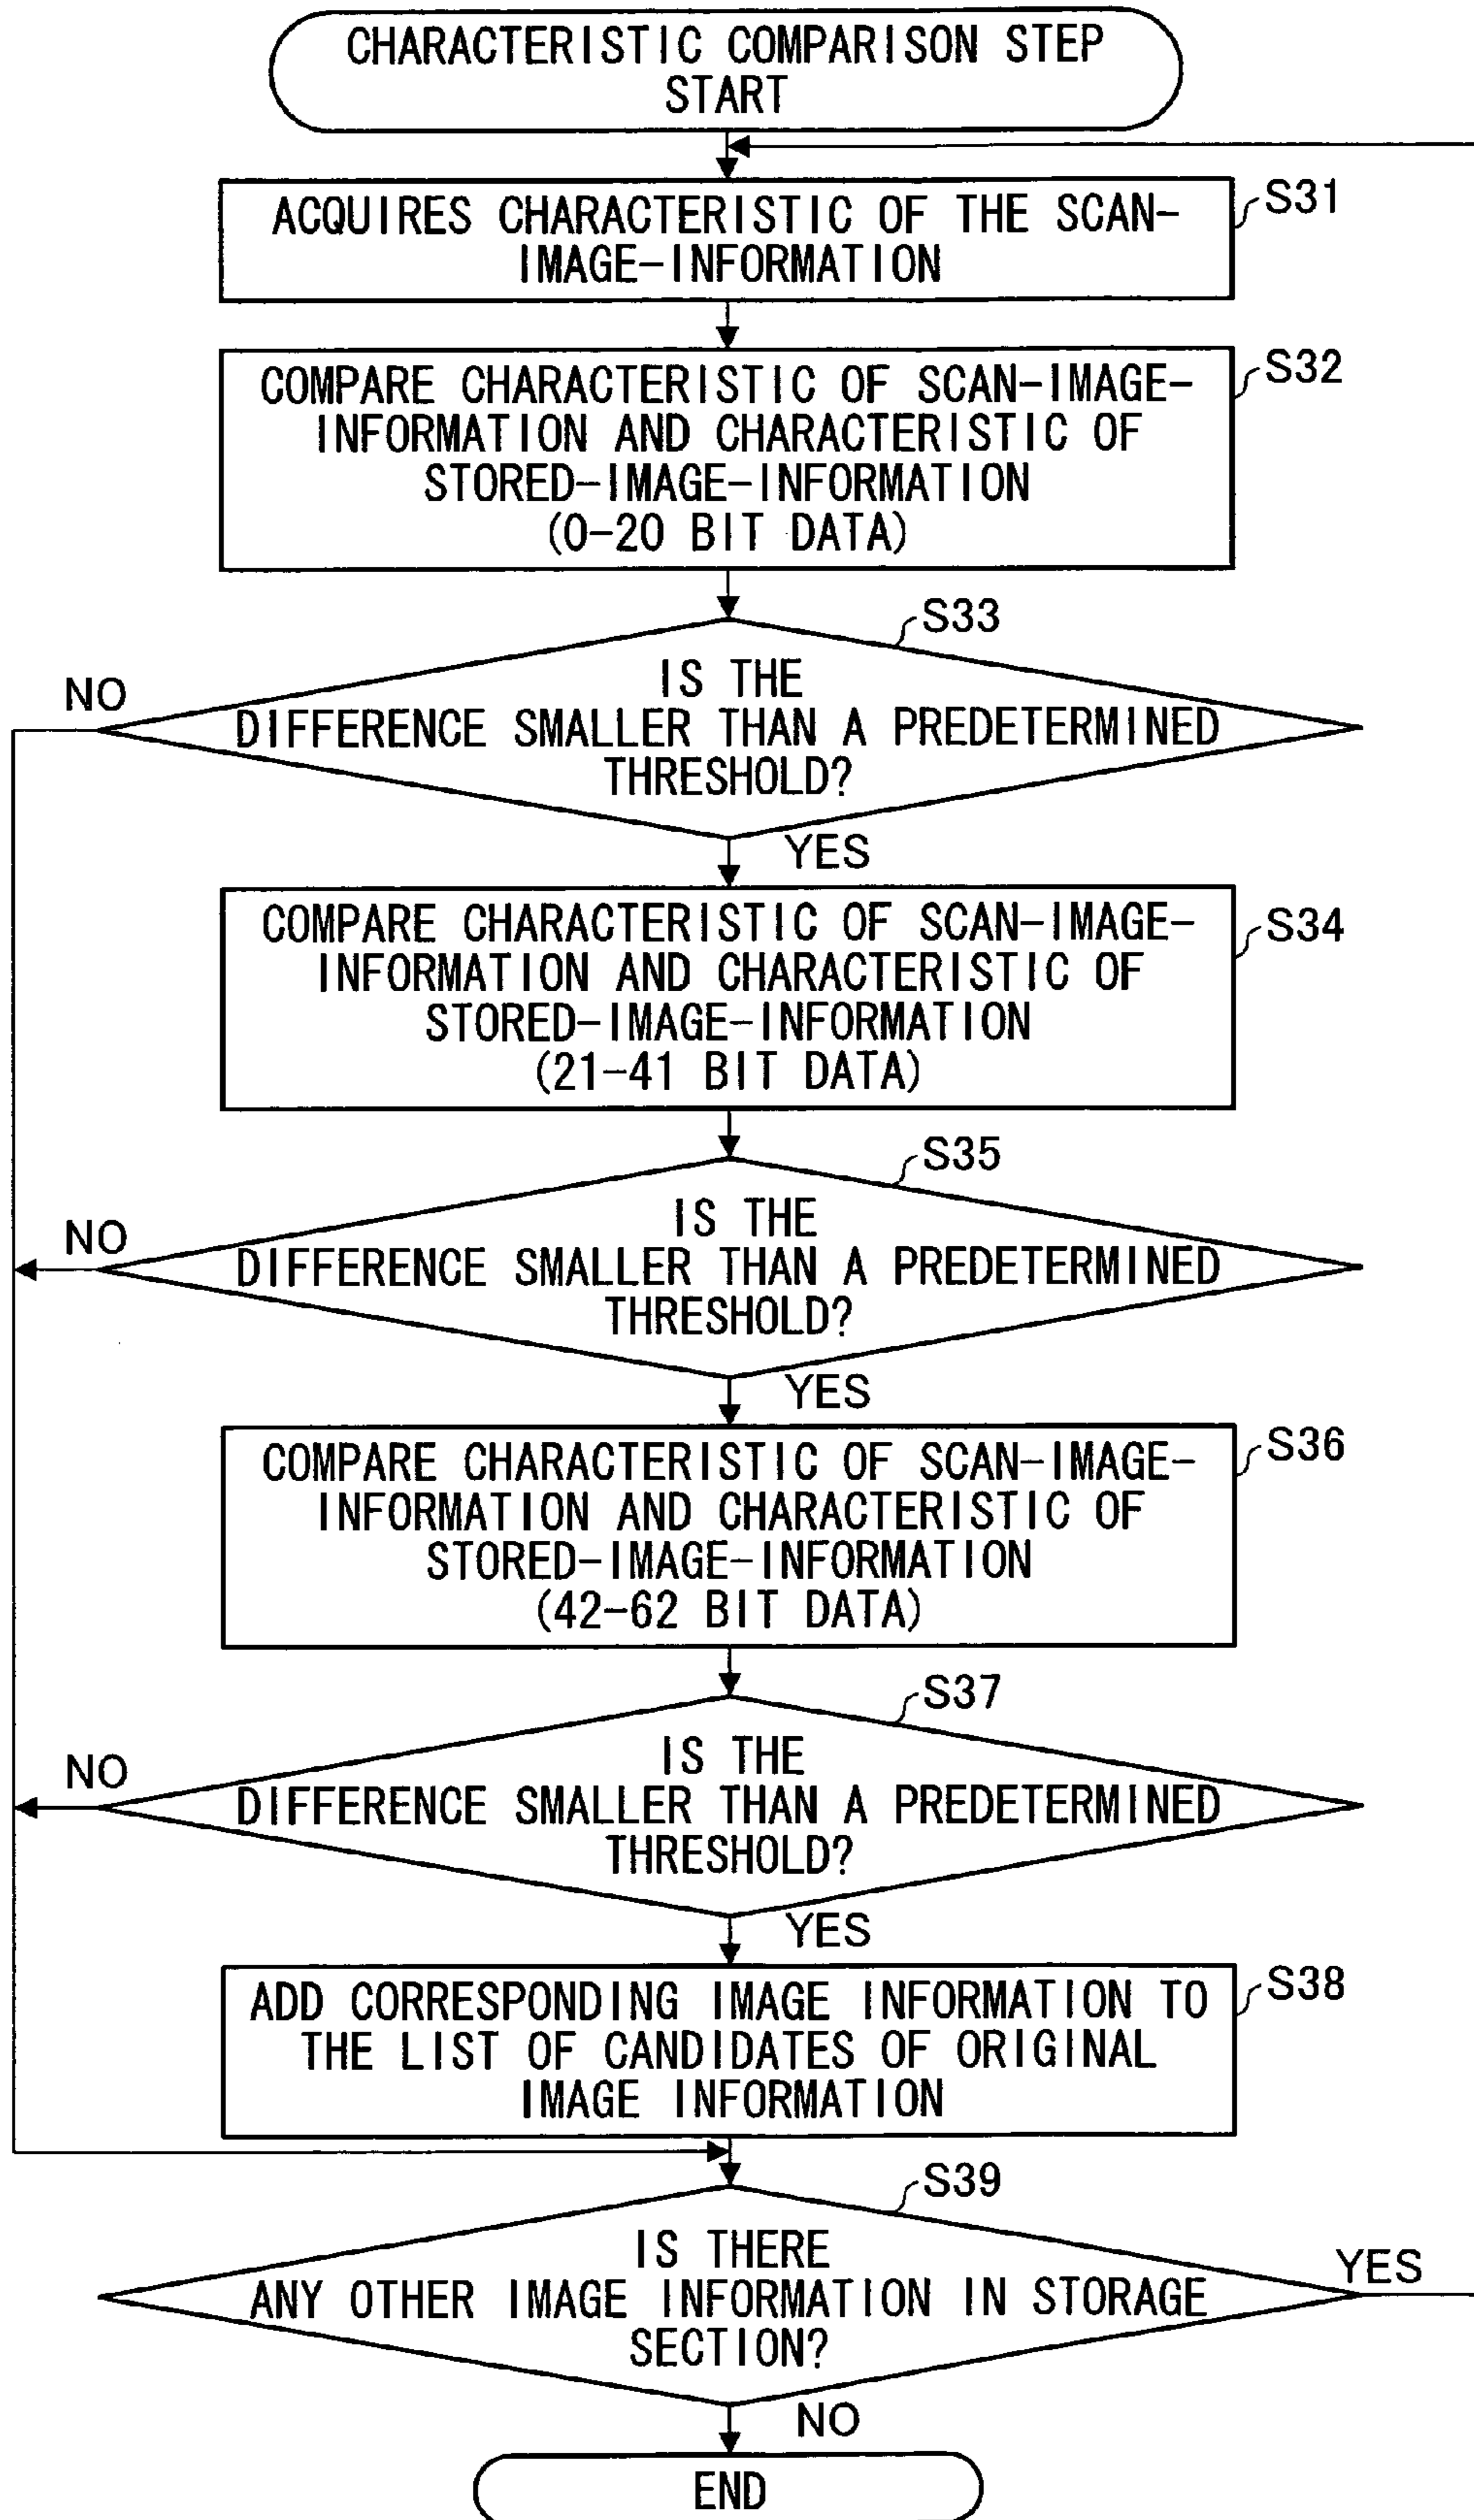 CHARACTERISTIC COMPARISON STEP
START
ACQUIRES CHARACTERISTIC OF THE SCAN-
IMAGE-INFORMATION
S31
COMPARE CHARACTERISTIC OF SCAN-IMAGE-
INFORMATION AND CHARACTERISTIC OF
STORED-IMAGE-INFORMATION
(0-20 BIT DATA)
S32
S33
IS THE
DIFFERENCE SMALLER THAN A PREDETERMINED
THRESHOLD?
NO
YES
COMPARE CHARACTERISTIC OF SCAN-IMAGE-
INFORMATION AND CHARACTERISTIC OF
STORED-IMAGE-INFORMATION
(21-41 BIT DATA)
S34
S35
IS THE
DIFFERENCE SMALLER THAN A PREDETERMINED
THRESHOLD?
NO
YES
COMPARE CHARACTERISTIC OF SCAN-IMAGE-
INFORMATION AND CHARACTERISTIC OF
STORED-IMAGE-INFORMATION
(42-62 BIT DATA)
S36
S37
IS THE
DIFFERENCE SMALLER THAN A PREDETERMINED
THRESHOLD?
NO
YES
ADD CORRESPONDING IMAGE INFORMATION TO
THE LIST OF CANDIDATES OF ORIGINAL
IMAGE INFORMATION
S38
S39
IS THERE
ANY OTHER IMAGE INFORMATION IN STORAGE
SECTION?
YES
NO
END